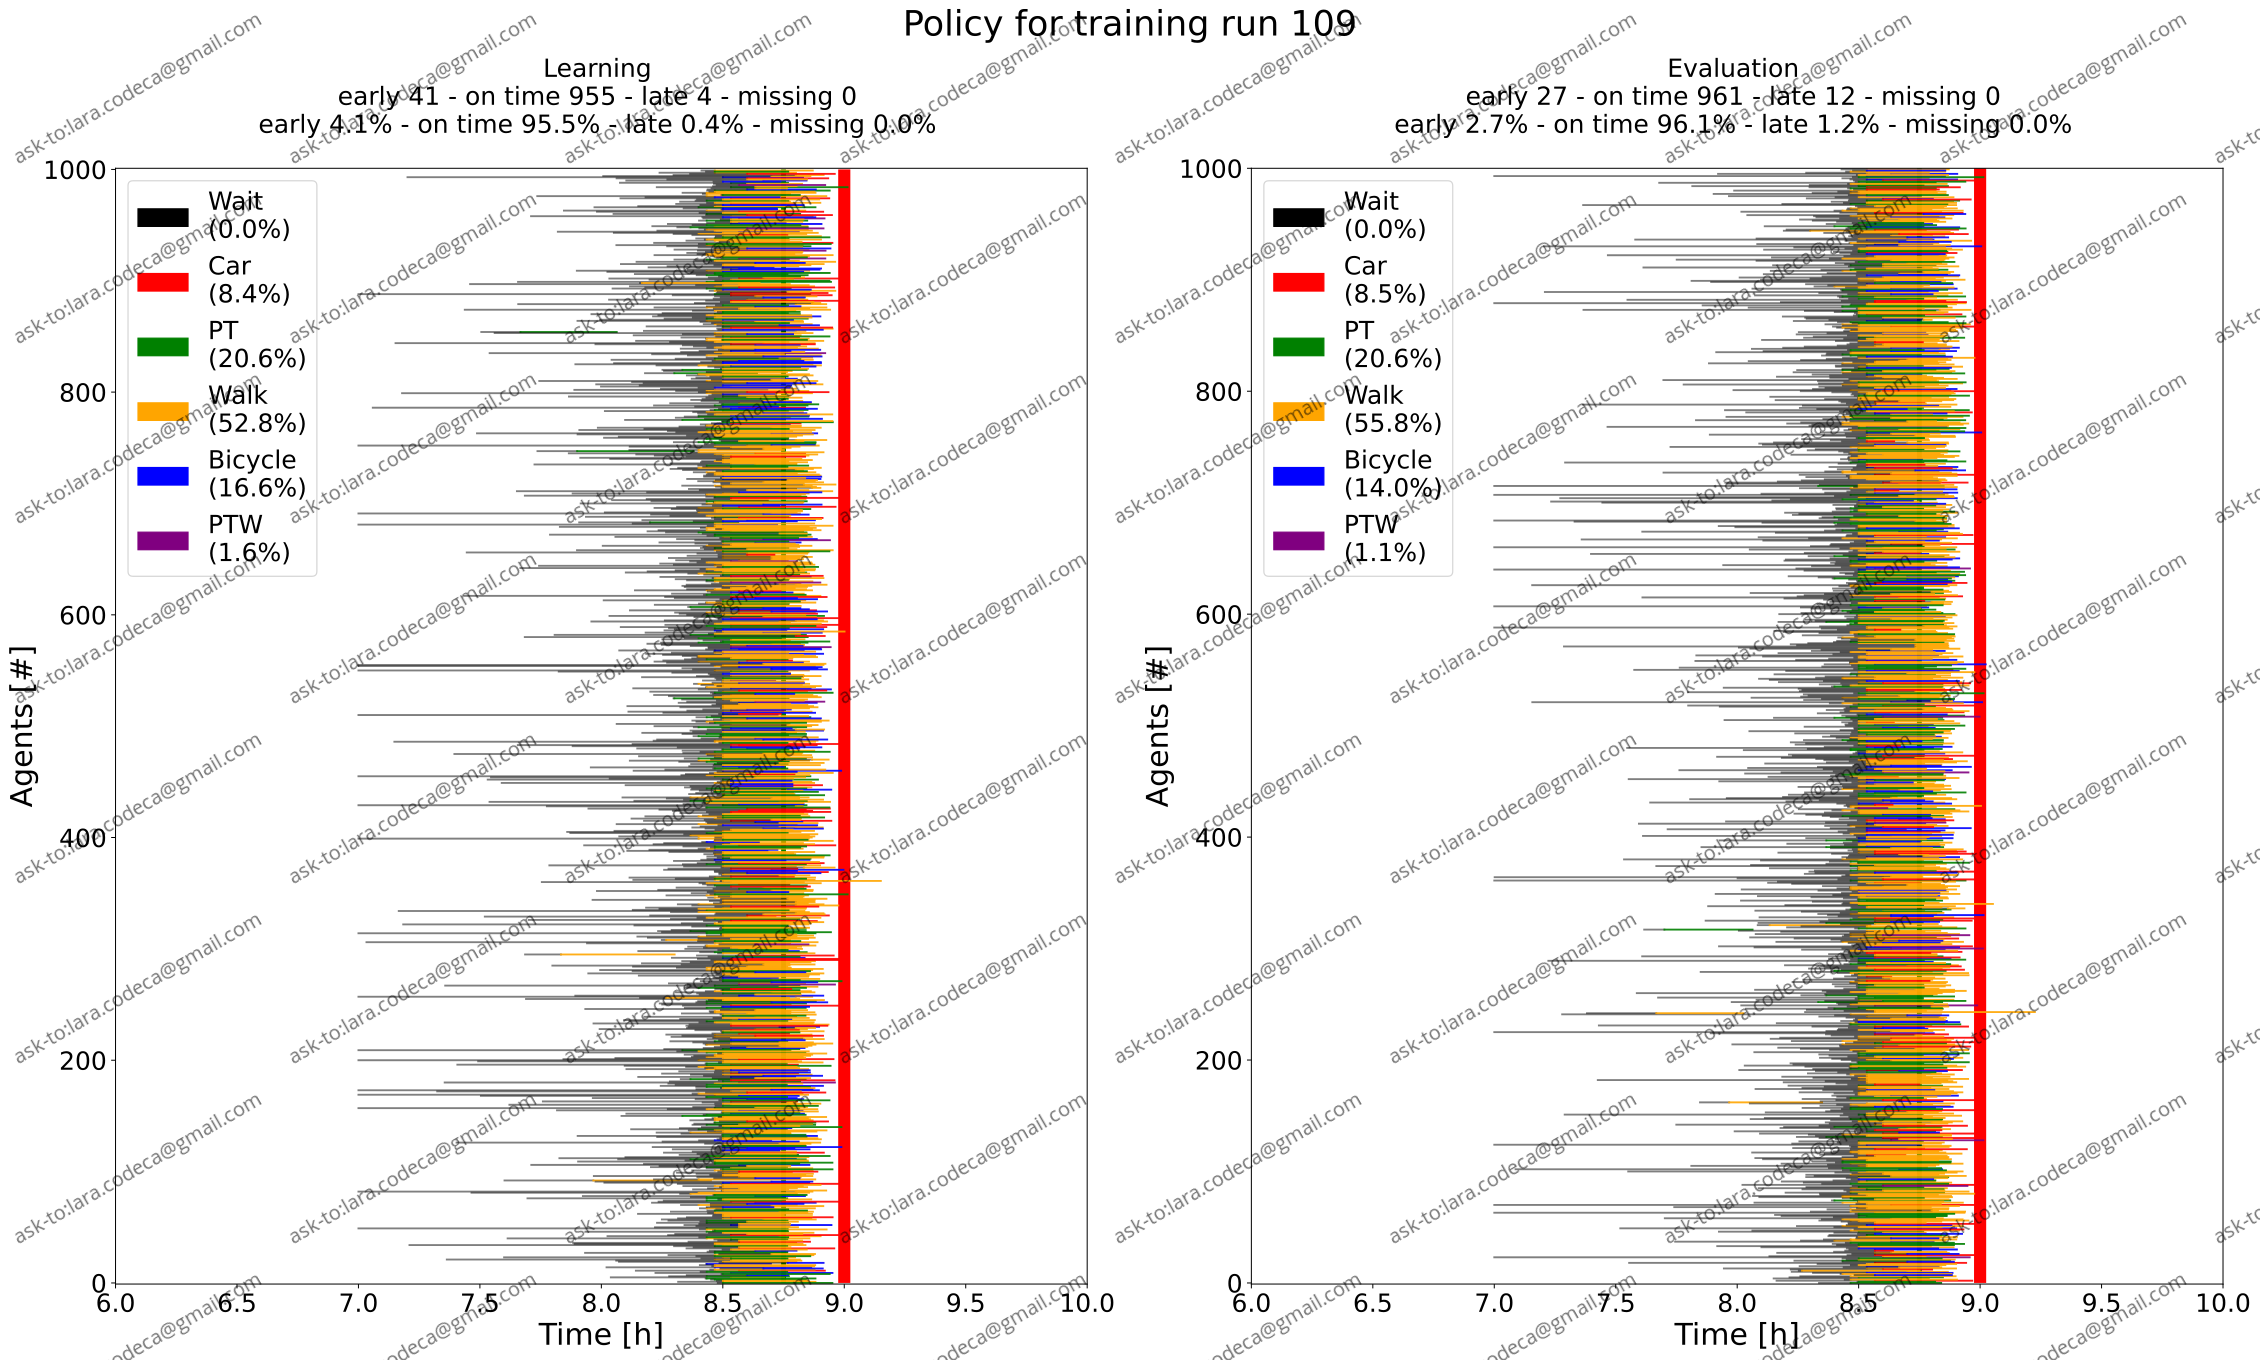 Policy for training run 109
Learning
early 41 - on time 955 - late 4 - missing 0
early 4.1% - on time 95.5% - late 0.4% - missing 0.0%
Wait
(0.0%)
Car
(8.4%)
PT
(20.6%)
Walk
(52.8%)
Bicycle
(16.6%)
PTW
(1.6%)
1000
800
600
400
200
0
Agents [#]
6.0 6.5 7.0 7.5 8.0 8.5 9.0 9.5 10.0
Time [h]
Evaluation
early 27 - on time 961 - late 12 - missing 0
early 2.7% - on time 96.1% - late 1.2% - missing 0.0%
Wait
(0.0%)
Car
(8.5%)
PT
(20.6%)
Walk
(55.8%)
Bicycle
(14.0%)
PTW
(1.1%)
1000
800
600
400
200
0
Agents [#]
6.0 6.5 7.0 7.5 8.0 8.5 9.0 9.5 10.0
Time [h]
ask-to:lara.codeca@gmail.com